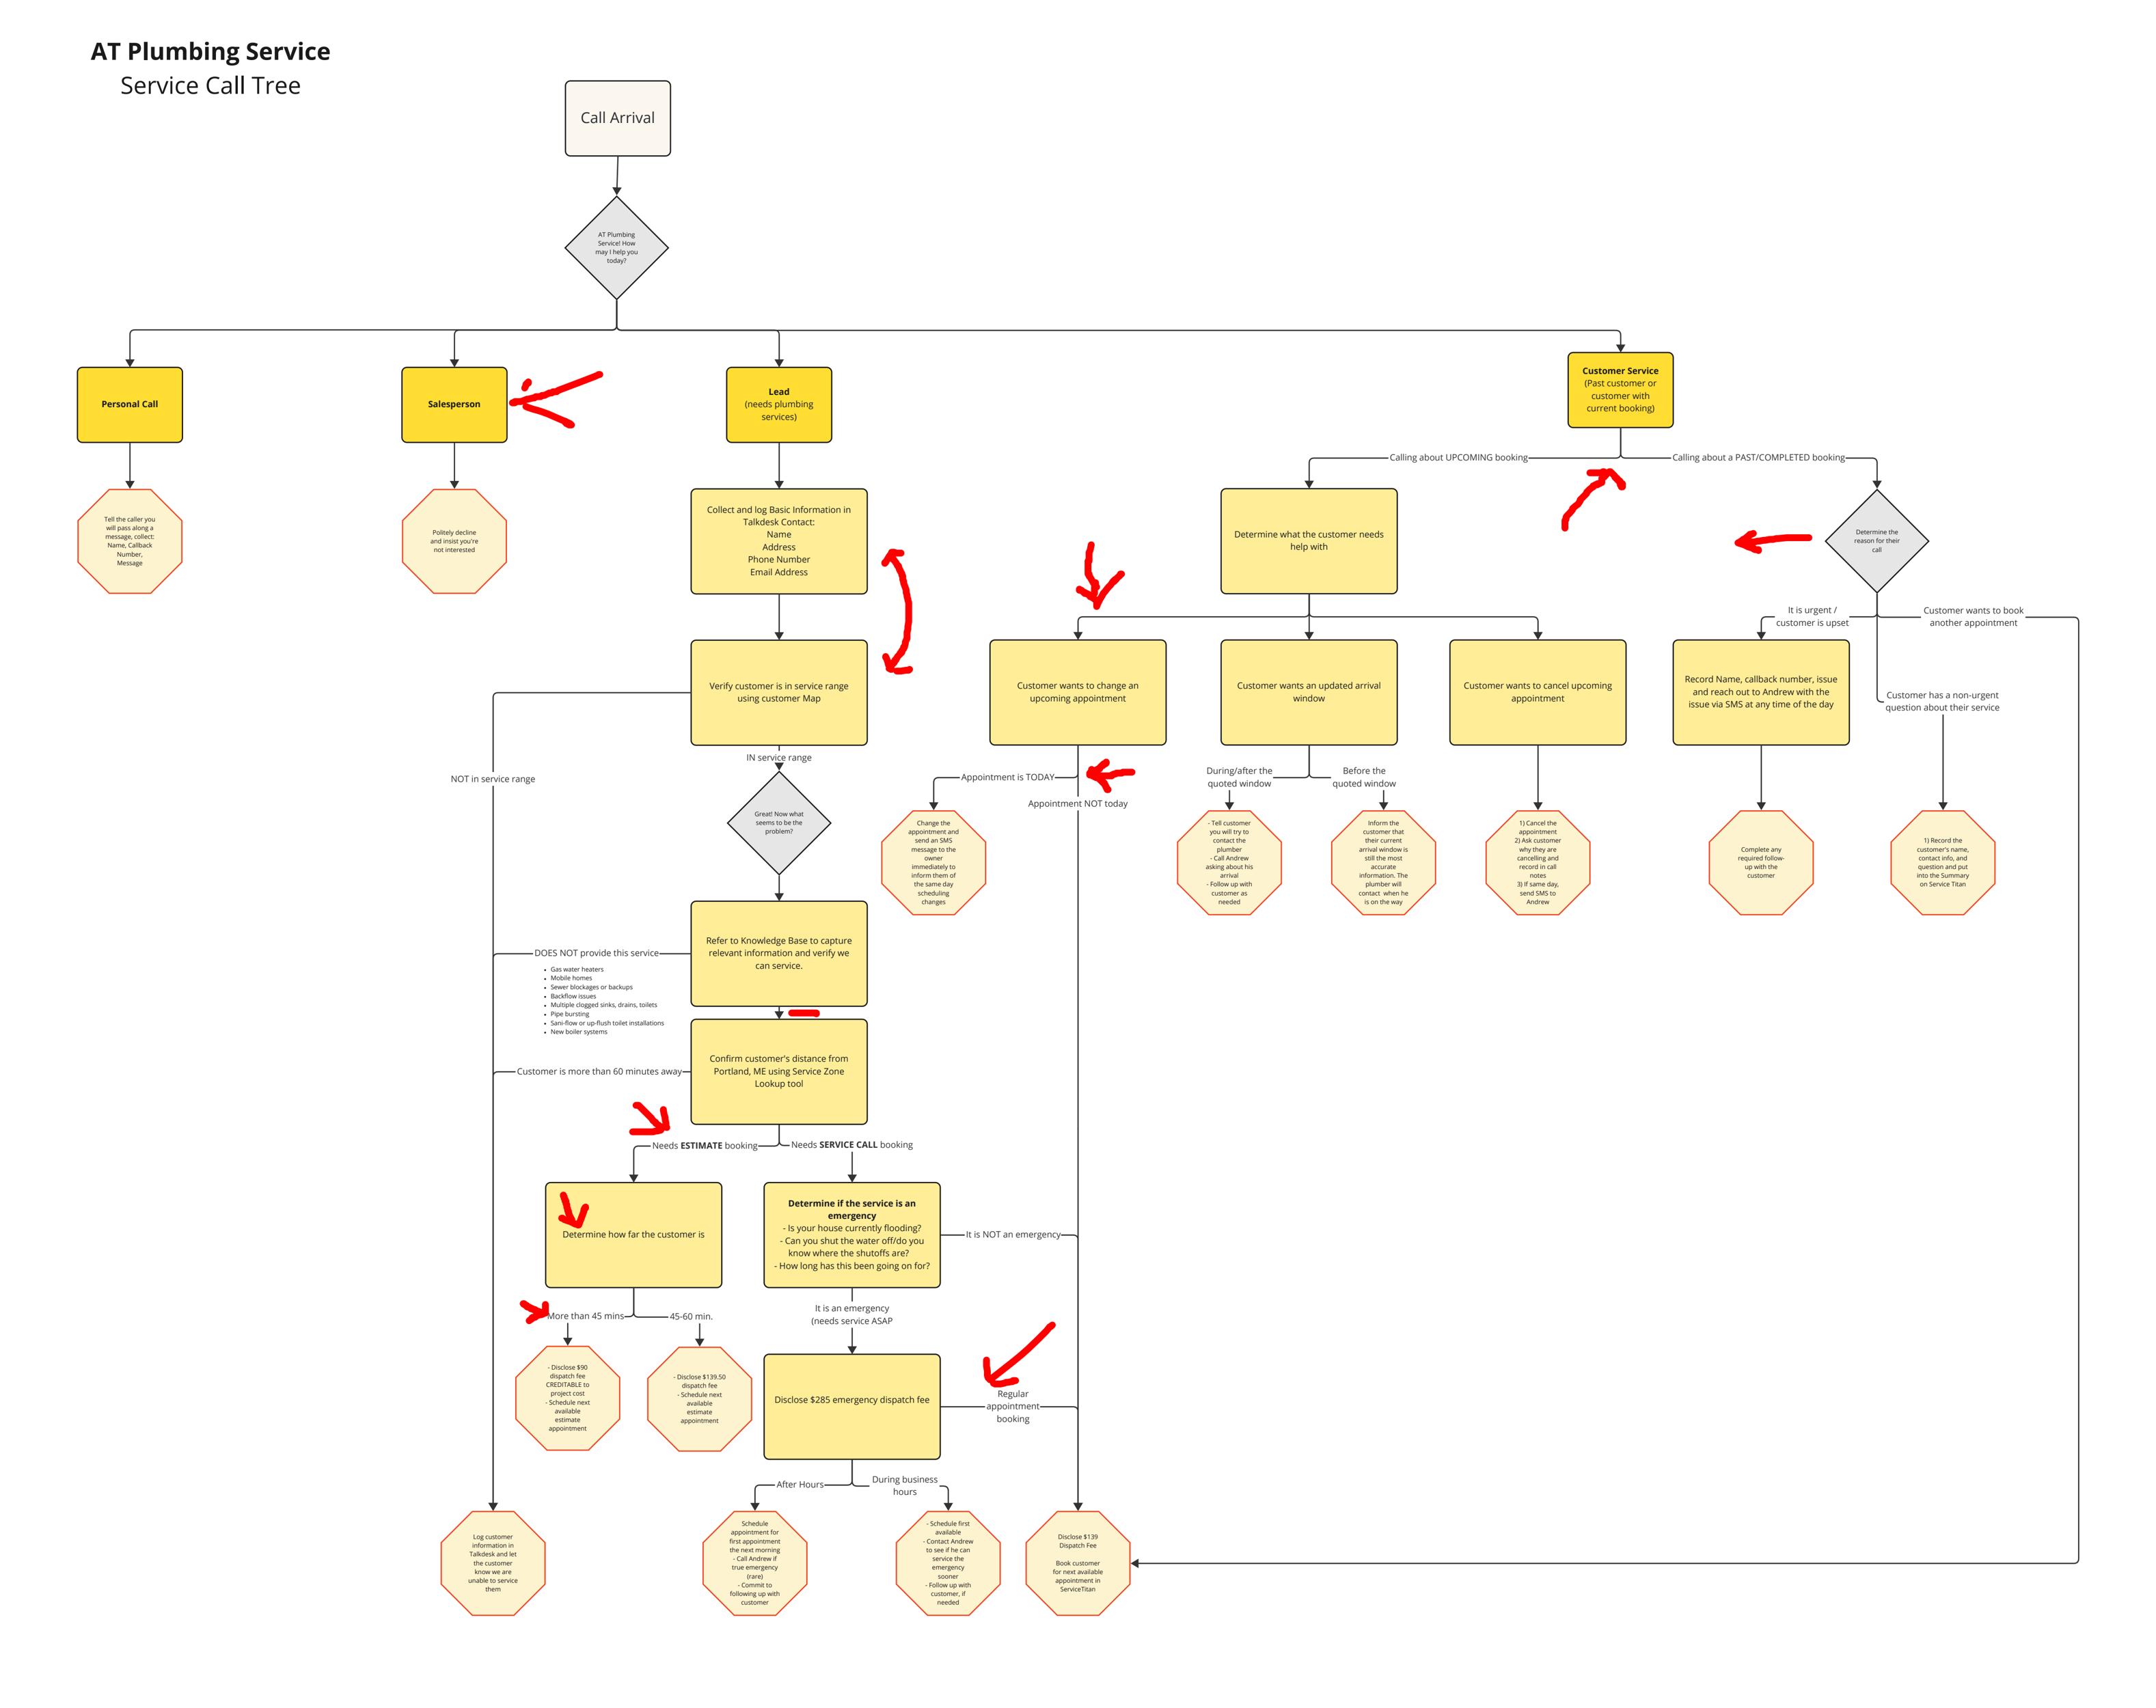 AT Plumbing Service
Service Call Tree
Call Arrival
AT Plumbing
Service! How
may I help you
today?
Personal Call
Salesperson
Lead
(needs plumbing
services)
Customer Service
(Past customer or
customer with
current booking)
Calling about UPCOMING booking
Calling about a PAST/COMPLETED booking
Tell the caller you
will pass along a
message, collect:
Name, Callback
Number,
Message
Politely decline
and insist you're
not interested
Collect and log Basic Information in
Talkdesk Contact:
Name
Address
Phone Number
Email Address
Determine what the customer needs
help with
Determine the
reason for their
call
It is urgent /
customer is upset
Customer wants to book
another appointment
Verify customer is in service range
using customer Map
Customer wants to change an
upcoming appointment
Customer wants an updated arrival
window
Customer wants to cancel upcoming
appointment
Record Name, callback number, issue
and reach out to Andrew with the
issue via SMS at any time of the day
Customer has a non-urgent
question about their service
IN service range
NOT in service range
Appointment is TODAY
Appointment NOT today
During/after the
quoted window
Before the
quoted window
Great! Now what
seems to be the
problem?
Change the
appointment and
send an SMS
message to the
owner
immediately to
inform them of
the same day
scheduling
changes
- Tell customer
you will try to
contact the
plumber
- Call Andrew
asking about his
arrival
- Follow up with
customer as
needed
Inform the
customer that
their current
arrival window is
still the most
accurate
information. The
plumber will
contact when he
is on the way
1) Cancel the
appointment
2) Ask customer
why they are
cancelling and
record in call
notes
3) If same day,
send SMS to
Andrew
Complete any
required follow-
up with the
customer
1) Record the
customer's name,
contact info, and
question and put
into the Summary
on Service Titan
Refer to Knowledge Base to capture
relevant information and verify we
can service.
DOES NOT provide this service
• Gas water heaters
• Mobile homes
• Sewer blockages or backups
• Backflow issues
• Multiple clogged sinks, drains, toilets
• Pipe bursting
• Sani-flow or up-flush toilet installations
• New boiler systems
Confirm customer's distance from
Portland, ME using Service Zone
Lookup tool
Customer is more than 60 minutes away
Needs ESTIMATE booking
Needs SERVICE CALL booking
Determine how far the customer is
Determine if the service is an
emergency
- Is your house currently flooding?
- Can you shut the water off/do you
know where the shutoffs are?
- How long has this been going on for?
It is NOT an emergency
More than 45 mins
45-60 min.
It is an emergency
(needs service ASAP
- Disclose $90
dispatch fee
CREDITABLE to
project cost
- Schedule next
available
estimate
appointment
- Disclose $139.50
dispatch fee
- Schedule next
available
estimate
appointment
Disclose $285 emergency dispatch fee
Regular
appointment
booking
After Hours
During business
hours
Log customer
information in
Talkdesk and let
the customer
know we are
unable to service
them
Schedule
appointment for
first appointment
the next morning
- Call Andrew if
true emergency
(rare)
- Commit to
following up with
customer
- Schedule first
available
- Contact Andrew
to see if he can
service the
emergency
sooner
- Follow up with
customer, if
needed
Disclose $139
Dispatch Fee
Book customer
for next available
appointment in
ServiceTitan